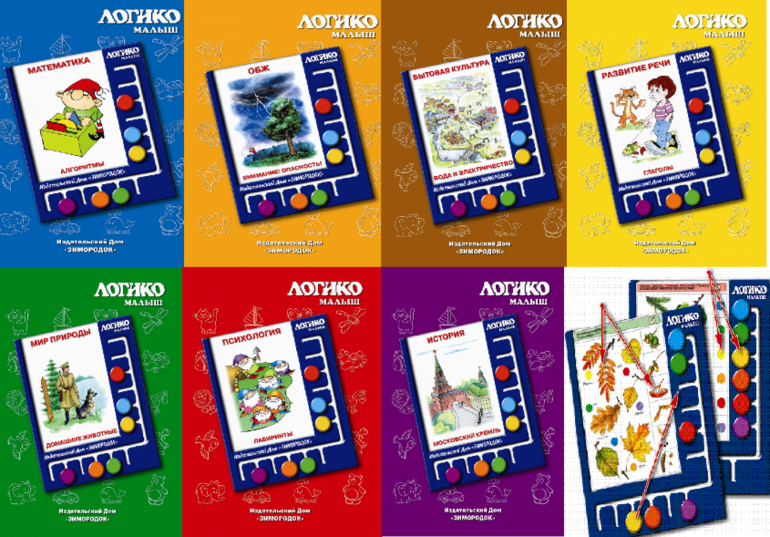 ЛОГИКО
МАЛЫШ
МАТЕМАТИКА
ЛОГИКО
МАЛЫШ
АЛГОРИТМЫ
Издательский Дом «ЗИМОРОДОК»
Издательский Дом
«ЗИМОРОДОК»
ЛОГИКО
МАЛЫШ
ОБЖ
ЛОГИКО
МАЛЫШ
ВНИМАНИЕ: ОПАСНОСТЬ!
Издательский Дом «ЗИМОРОДОК»
Издательский Дом
«ЗИМОРОДОК»
ЛОГИКО
МАЛЫШ
БЫТОВАЯ КУЛЬТУРА
ЛОГИКО
МАЛЫШ
ВОДА И ЭЛЕКТРИЧЕСТВО
Издательский Дом «ЗИМОРОДОК»
Издательский Дом
«ЗИМОРОДОК»
ЛОГИКО
МАЛЫШ
РАЗВИТИЕ РЕЧИ
ЛОГИКО
МАЛЫШ
ГЛАГОЛЫ
Издательский Дом «ЗИМОРОДОК»
Издательский Дом
«ЗИМОРОДОК»
ЛОГИКО
МАЛЫШ
МИР ПРИРОДЫ
ЛОГИКО
МАЛЫШ
ДОМАШНИЕ ЖИВОТНЫЕ
Издательский Дом «ЗИМОРОДОК»
Издательский Дом
«ЗИМОРОДОК»
ЛОГИКО
МАЛЫШ
ПСИХОЛОГИЯ
ЛОГИКО
МАЛЫШ
ЛАБИРИНТЫ
Издательский Дом «ЗИМОРОДОК»
Издательский Дом
«ЗИМОРОДОК»
ЛОГИКО
МАЛЫШ
ИСТОРИЯ
ЛОГИКО
МАЛЫШ
МОСКОВСКИЙ КРЕМЛЬ
Издательский Дом «ЗИМОРОДОК»
Издательский Дом
«ЗИМОРОДОК»
ЛОГИКО
МАЛЫШ
ЛОГИКО
МАЛЫШ